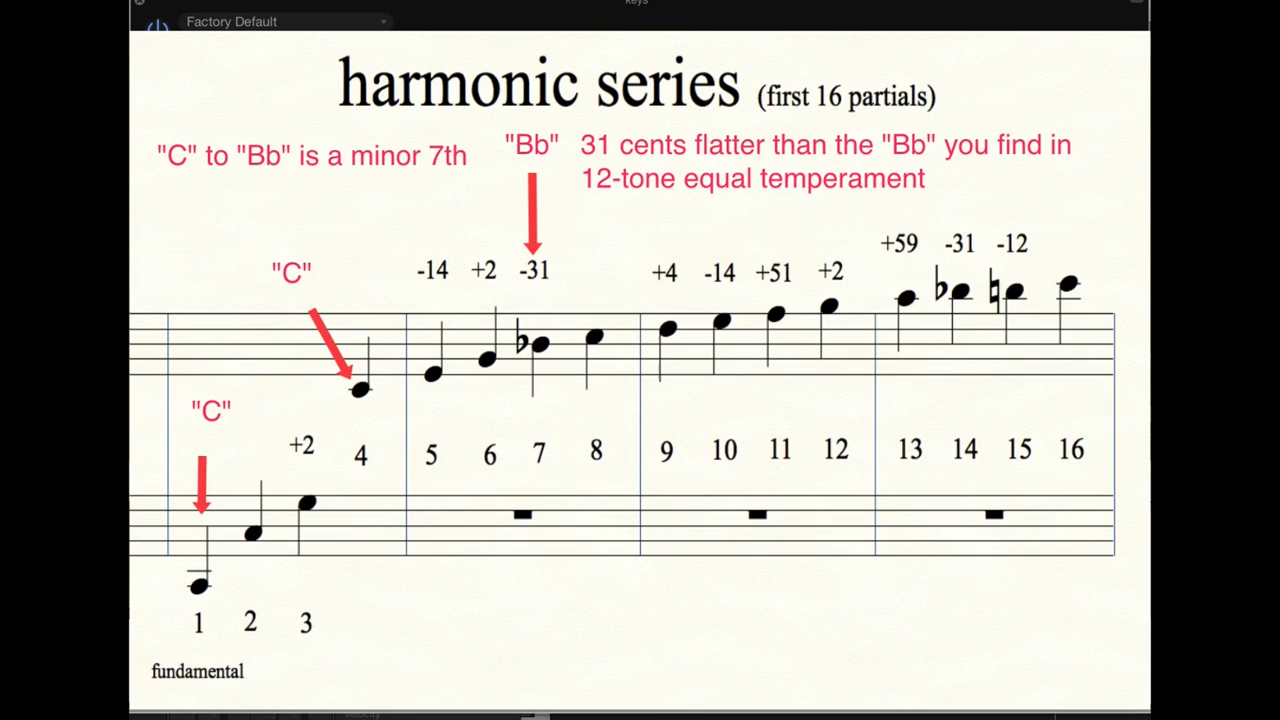 keys
Factory Default
harmonic series (first 16 partials)
"C" to "Bb" is a minor 7th
"Bb" 31 cents flatter than the "Bb" you find in
12-tone equal temperament
+59 -31 -12
"C" -14 +2 -31 +4 -14 +51 +2
"C"
+2
4 5 6 7 8 9 10 11 12 13 14 15 16
1 2 3
fundamental
velocity